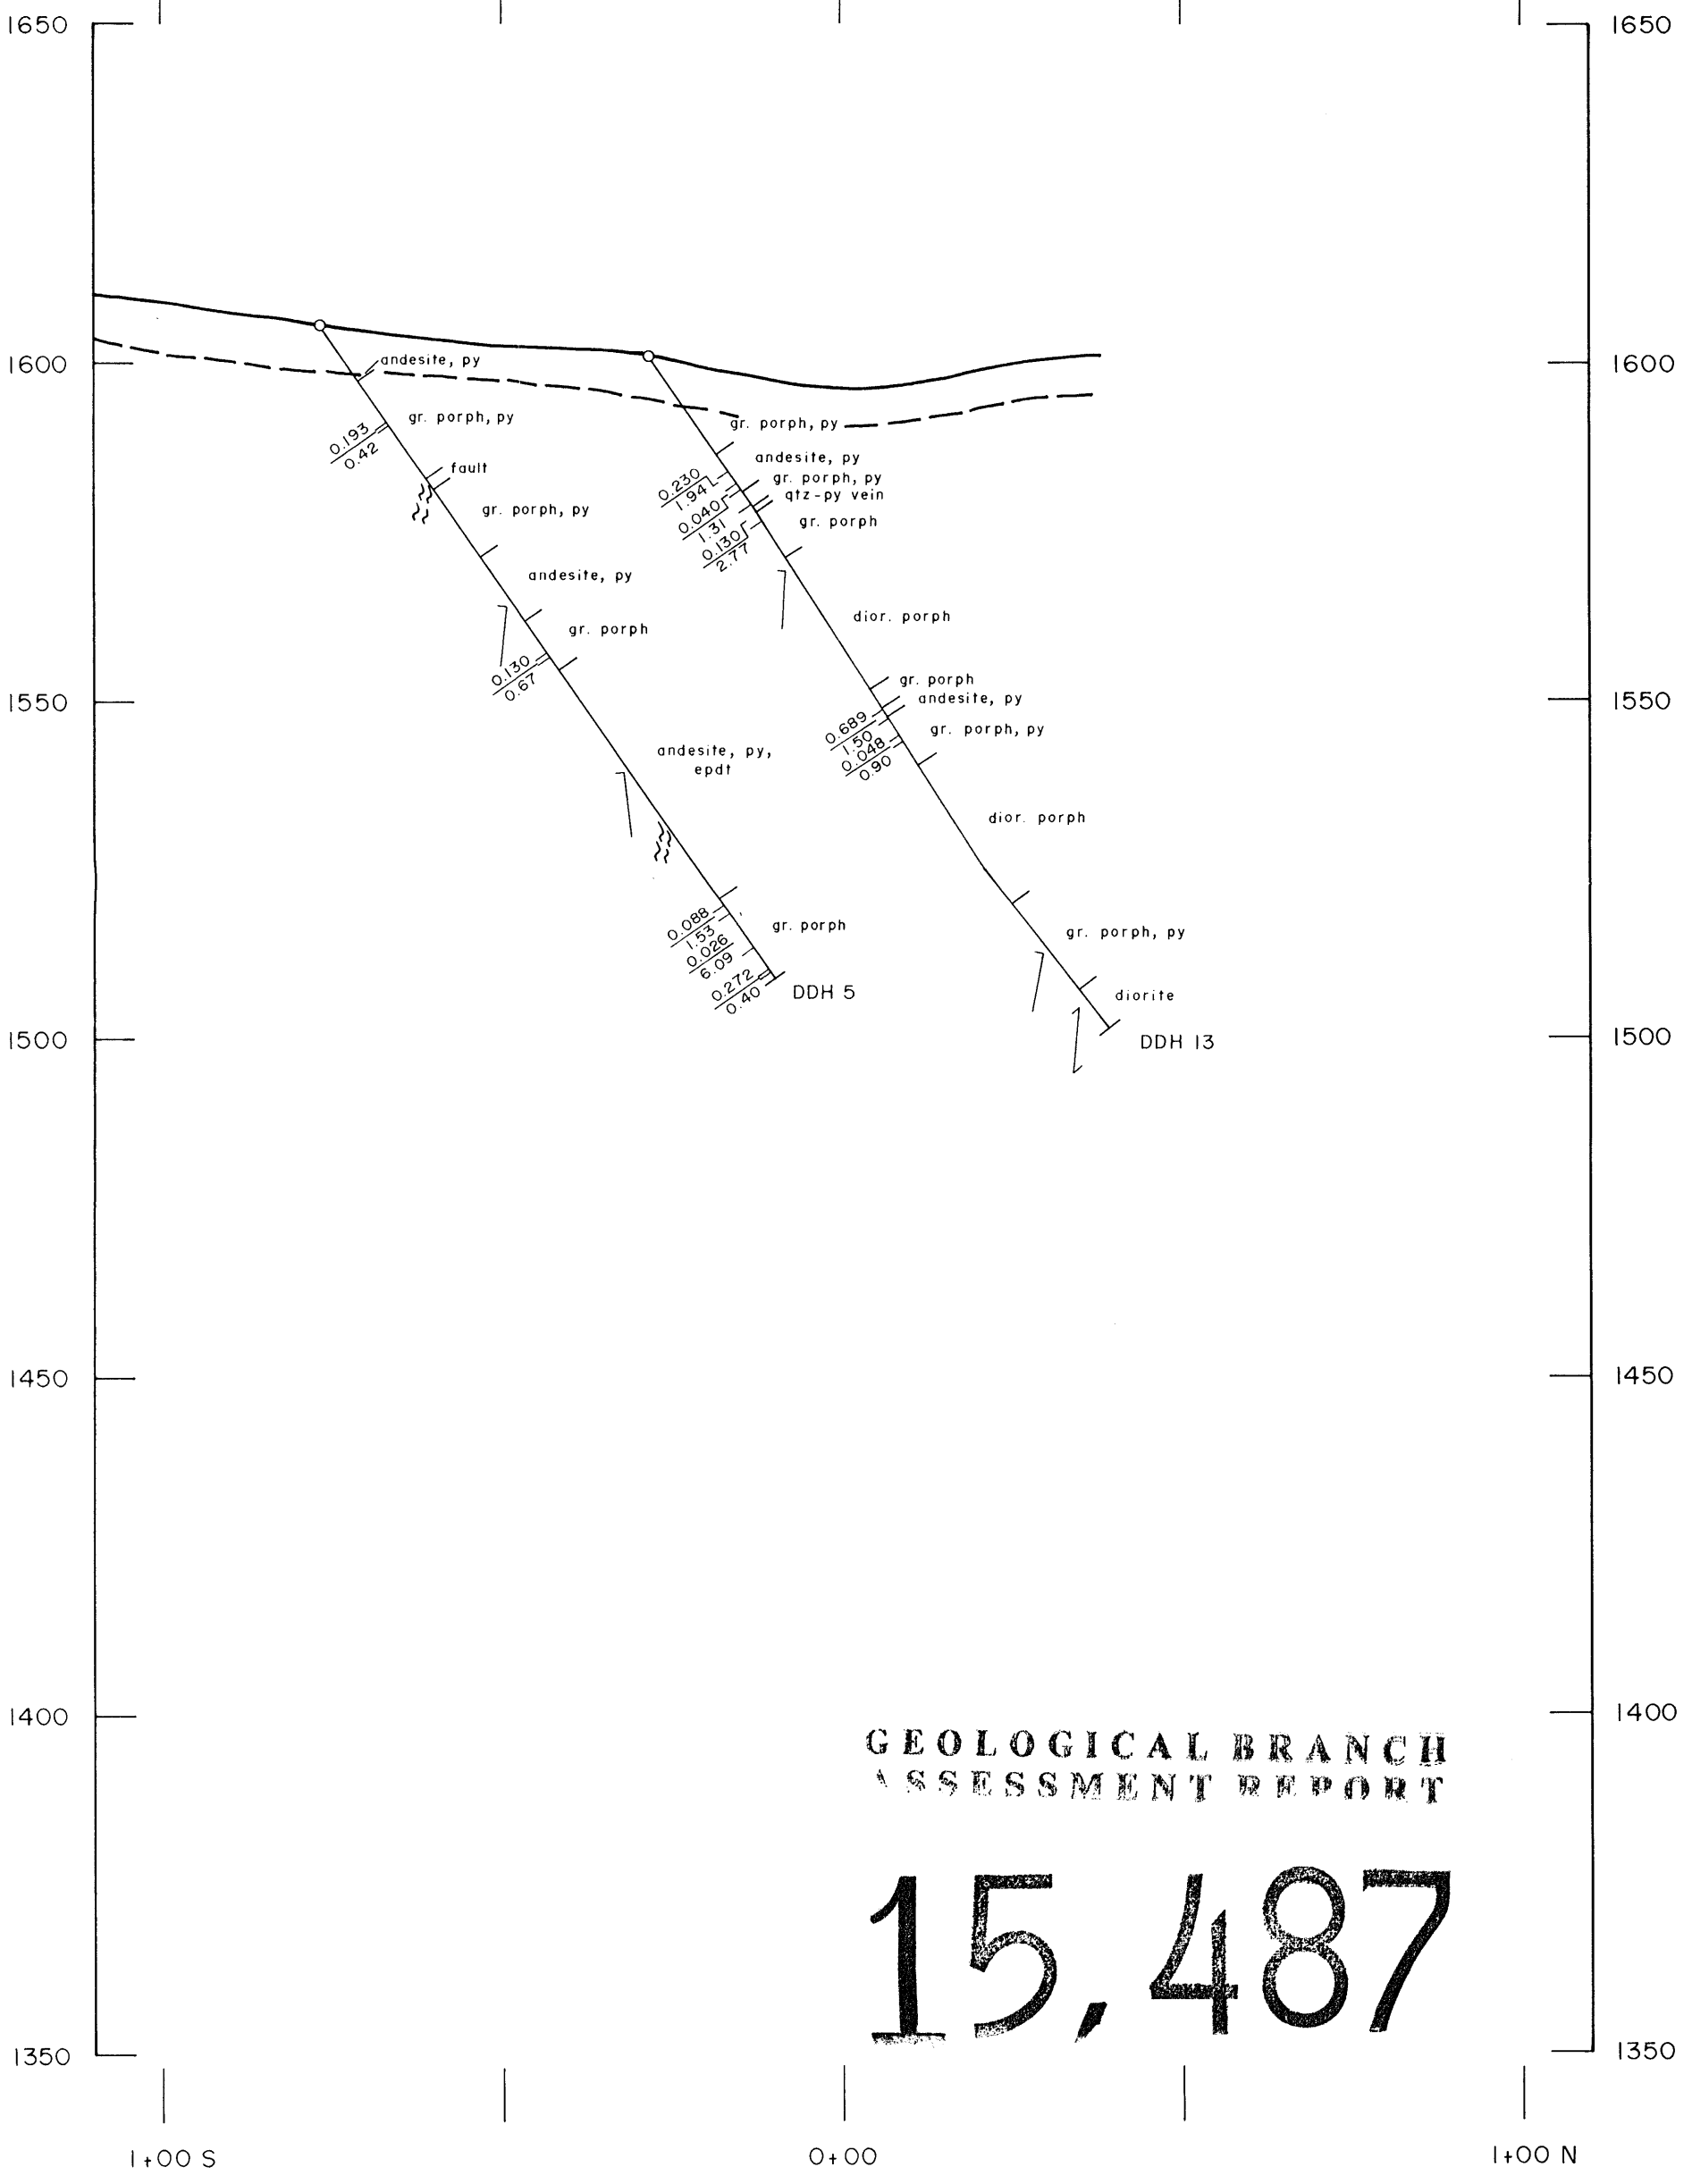 1650
1650
andesite, py
1600
1600
gr. porph, py
gr. porph, py
0.193
0.42
andesite, py
fault
gr. porph, py
0.230
1.94
qtz-py vein
gr. porph, py
0.040
1.31
gr. porph
0.130
2.77
andesite, py
dior. porph
gr. porph
0.130
0.67
gr. porph
1550
andesite, py
1550
0.689
1.50
gr. porph, py
andesite, py,
epdt
0.048
0.90
dior. porph
0.088
1.53
gr. porph
gr. porph, py
0.026
6.09
0.272
0.40
DDH 5
diorite
1500
DDH 13
1500
1450
1450
1400
1400
GEOLOGICAL BRANCH
ASSESSMENT REPORT
15,487
1350
1350
1+00 S
0+00
1+00 N